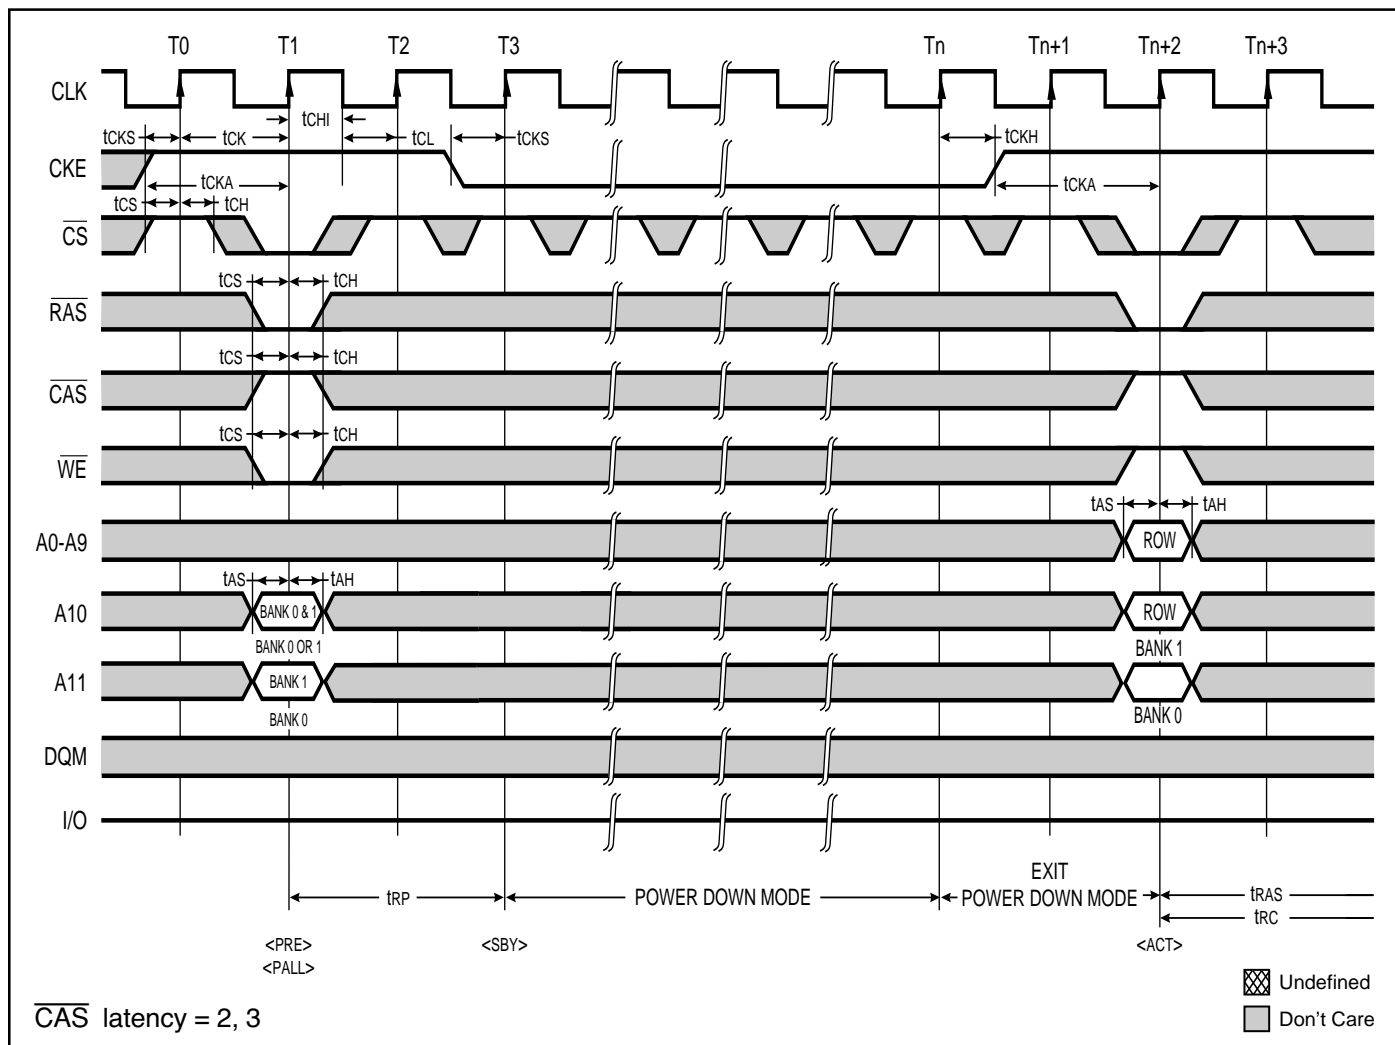 T0 T1 T2 T3 Tn Tn+1 Tn+2 Tn+3
CLK
tCHI
tCKS tCK tCL tCKS tCKH
CKE
tCKA tCKA
tCS tCH
CS
tCS tCH
RAS
tCS tCH
CAS
tCS tCH
WE
tAS tAH
A0-A9 ROW
tAS tAH
A10 BANK 0 & 1 ROW
BANK 0 OR 1 BANK 1
A11 BANK 1
BANK 0 BANK 0
DQM
I/O
EXIT
tRP POWER DOWN MODE POWER DOWN MODE tRAS
tRC
<PRE> <SBY> <ACT>
<PALL>
Undefined
CAS latency = 2, 3 Don't Care